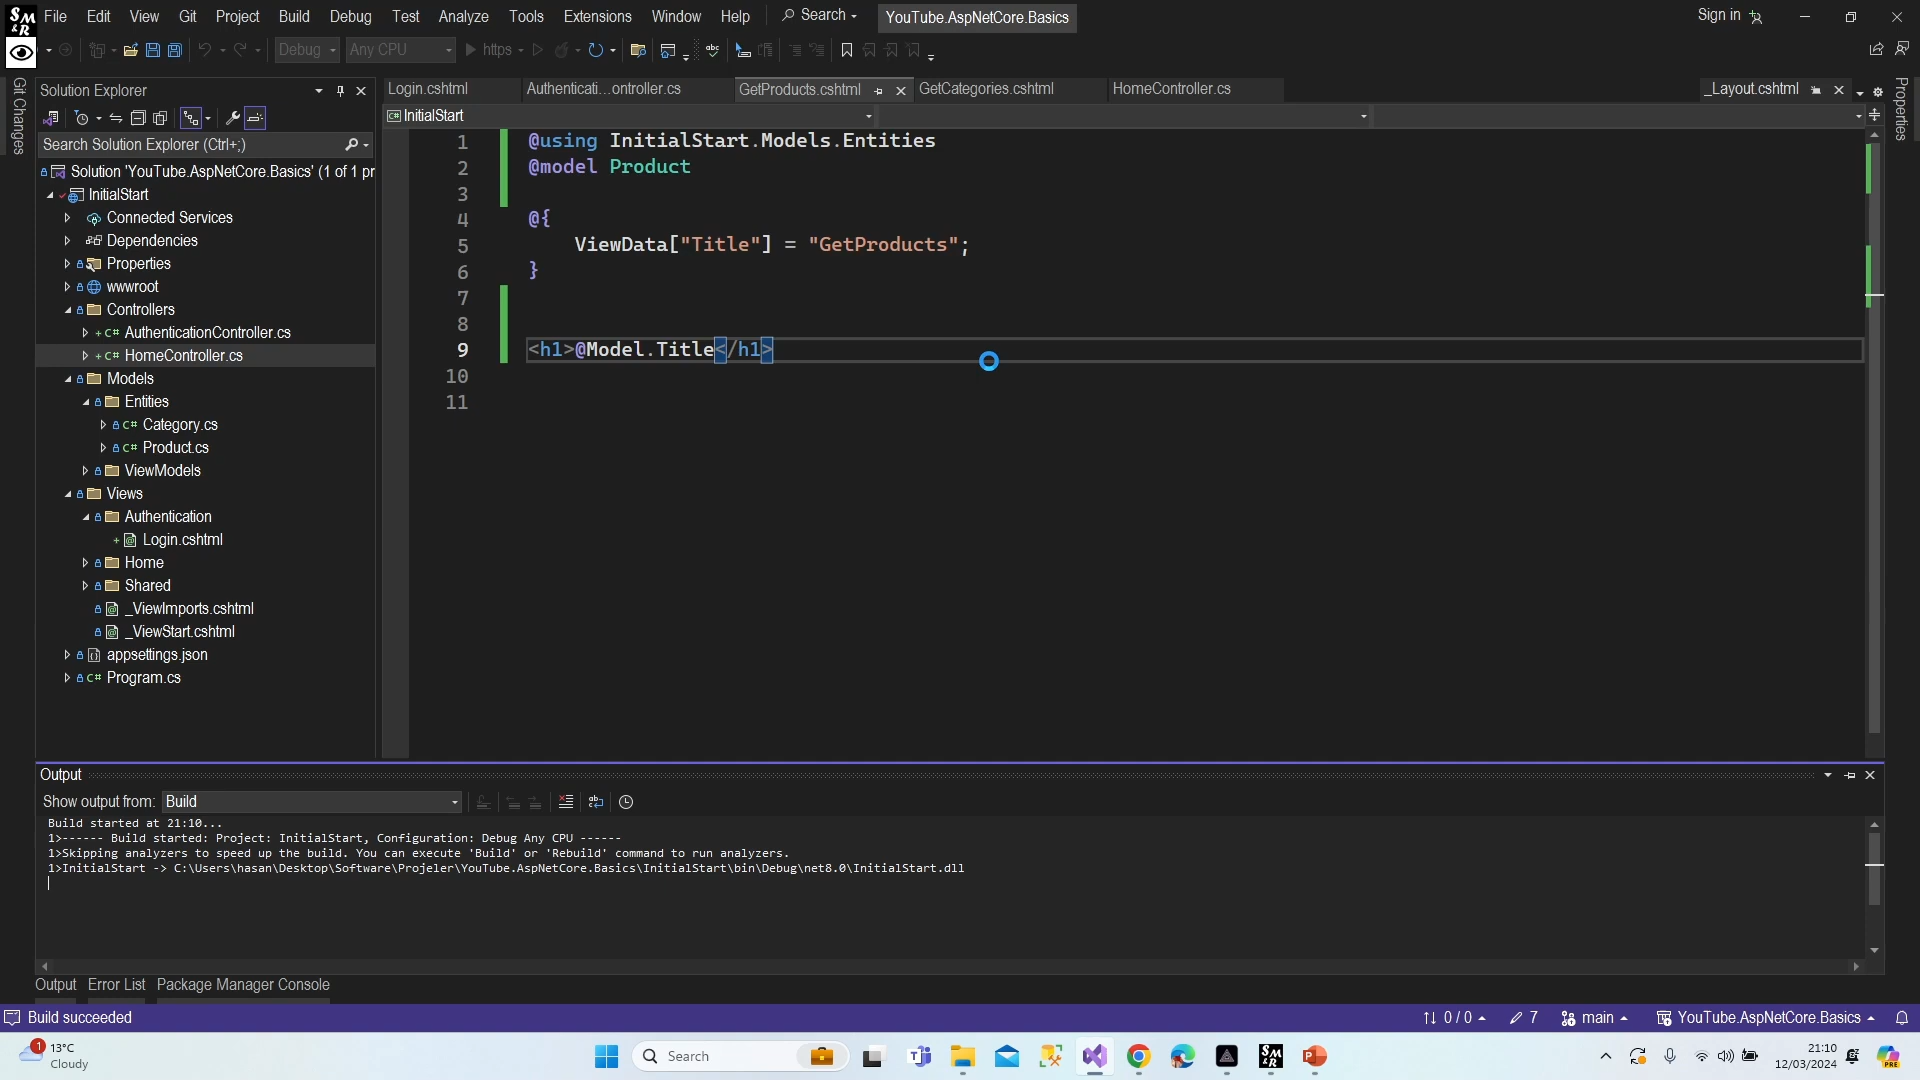 File Edit View Git Project Build Debug Test Analyze Tools Extensions Window Help Search YouTube.AspNetCore.Basics Sign in
Debug Any CPU https
Git Changes
Solution Explorer
Search Solution Explorer (Ctrl+;)
Solution 'YouTube.AspNetCore.Basics' (1 of 1 pr
InitialStart
Connected Services
Dependencies
Properties
wwwroot
Controllers
AuthenticationController.cs
HomeController.cs
Models
Entities
Category.cs
Product.cs
ViewModels
Views
Authentication
Login.cshtml
Home
Shared
_ViewImports.cshtml
_ViewStart.cshtml
appsettings.json
Program.cs
Login.cshtml Authenticati...ontroller.cs GetProducts.cshtml GetCategories.cshtml HomeController.cs _Layout.cshtml
Properties
InitialStart
1 @using InitialStart.Models.Entities
2 @model Product
3
4 @{
5 ViewData["Title"] = "GetProducts";
6 }
7
8
9 <h1>@Model.Title</h1>
10
11
Output
Show output from: Build
Build started at 21:10...
1>------ Build started: Project: InitialStart, Configuration: Debug Any CPU ------
1>Skipping analyzers to speed up the build. You can execute 'Build' or 'Rebuild' command to run analyzers.
1>InitialStart -> C:\Users\hasan\Desktop\Software\Projeler\YouTube.AspNetCore.Basics\InitialStart\bin\Debug\net8.0\InitialStart.dll
Output Error List Package Manager Console
Build succeeded 0 / 0 7 main YouTube.AspNetCore.Basics
1 13°C
Cloudy
Search
21:10
12/03/2024